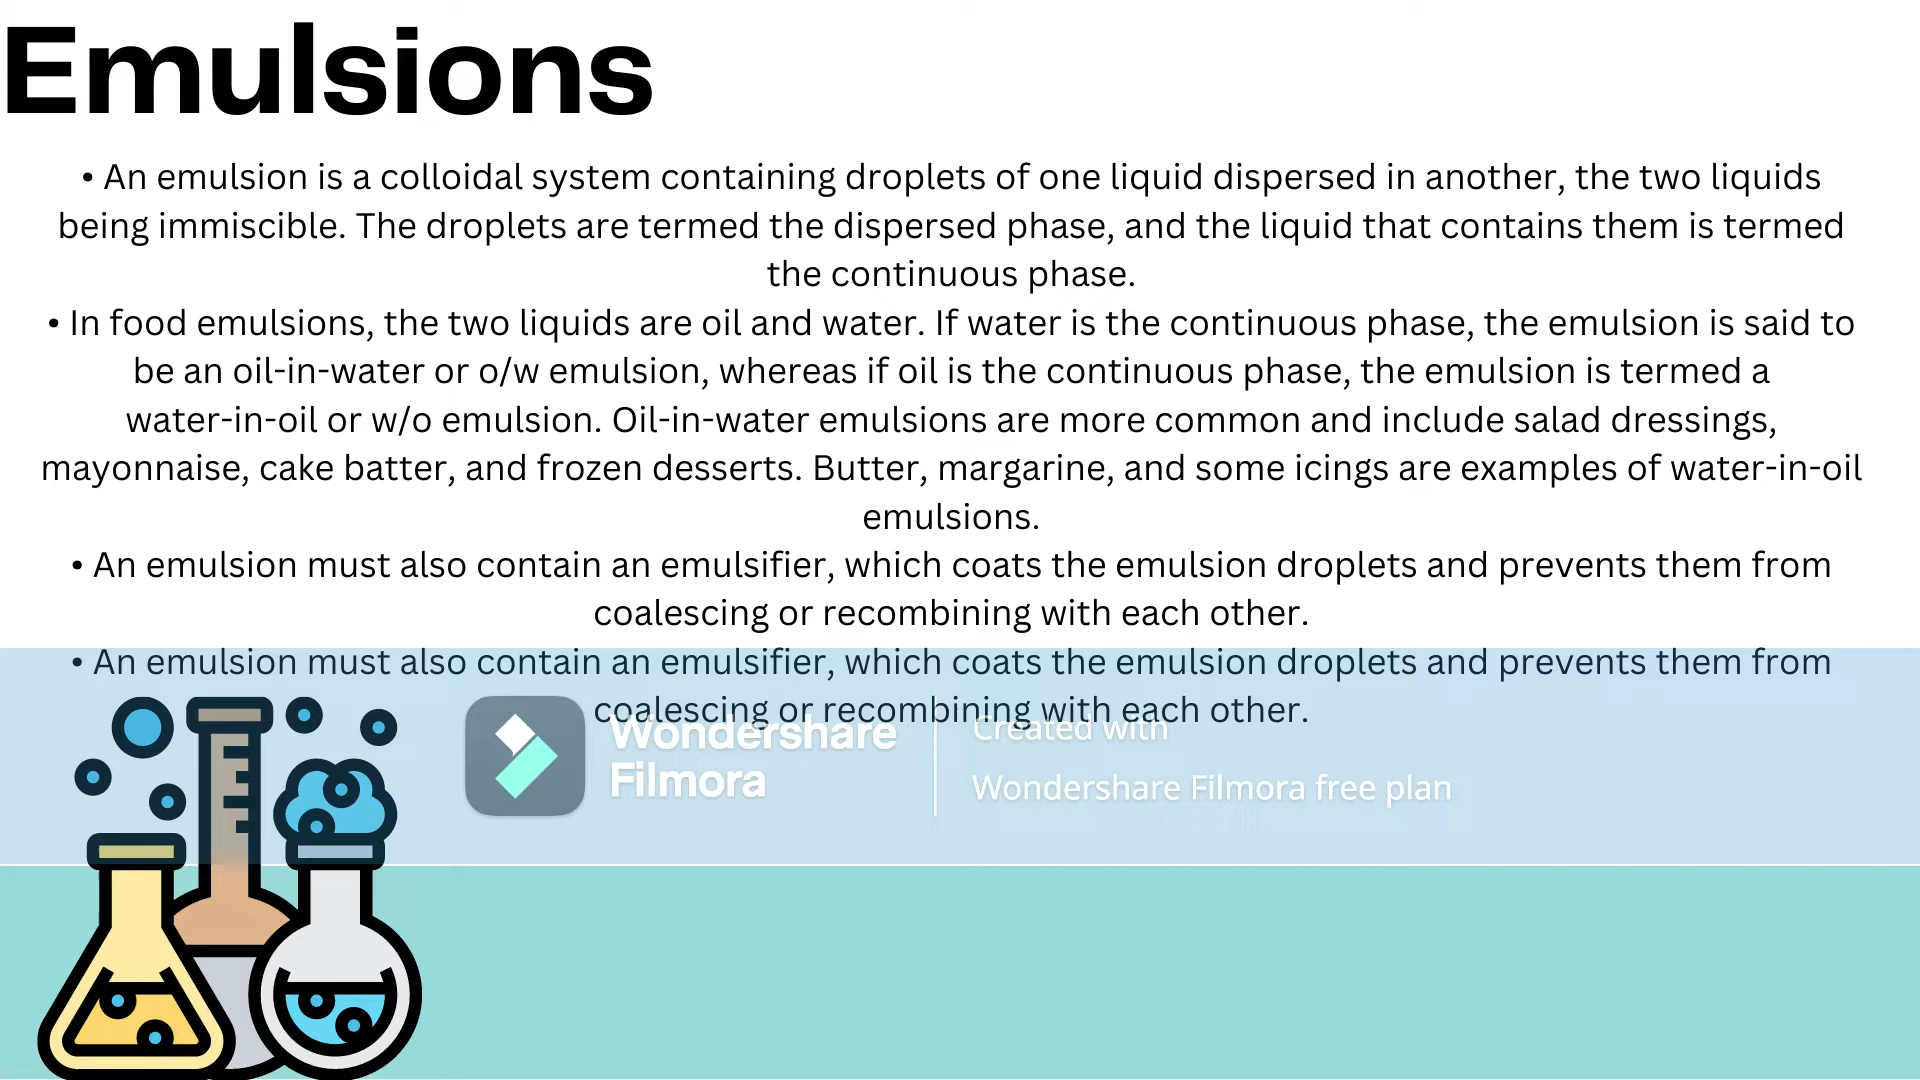 Emulsions
• An emulsion is a colloidal system containing droplets of one liquid dispersed in another, the two liquids
being immiscible. The droplets are termed the dispersed phase, and the liquid that contains them is termed
the continuous phase.
• In food emulsions, the two liquids are oil and water. If water is the continuous phase, the emulsion is said to
be an oil-in-water or o/w emulsion, whereas if oil is the continuous phase, the emulsion is termed a
water-in-oil or w/o emulsion. Oil-in-water emulsions are more common and include salad dressings,
mayonnaise, cake batter, and frozen desserts. Butter, margarine, and some icings are examples of water-in-oil
emulsions.
• An emulsion must also contain an emulsifier, which coats the emulsion droplets and prevents them from
coalescing or recombining with each other.
• An emulsion must also contain an emulsifier, which coats the emulsion droplets and prevents them from
coalescing or recombining with each other.
Wondershare
Filmora
Created with
Wondershare Filmora free plan